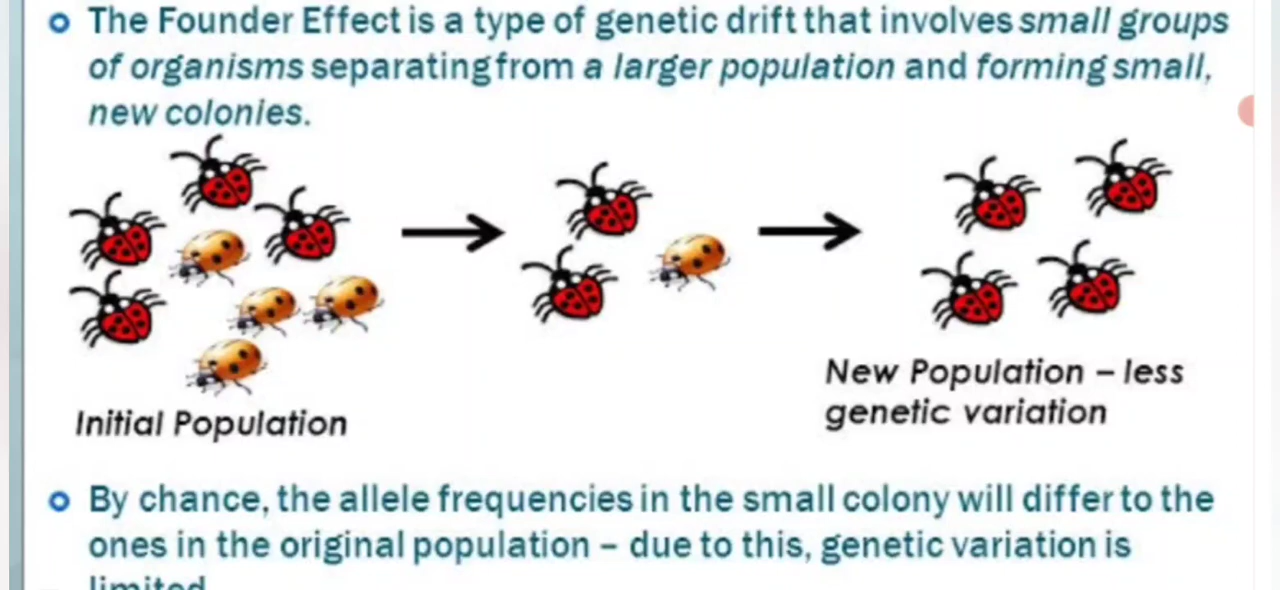 The Founder Effect is a type of genetic drift that involves small groups
of organisms separating from a larger population and forming small,
new colonies.
Initial Population
New Population – less
genetic variation
By chance, the allele frequencies in the small colony will differ to the
ones in the original population – due to this, genetic variation is
limited